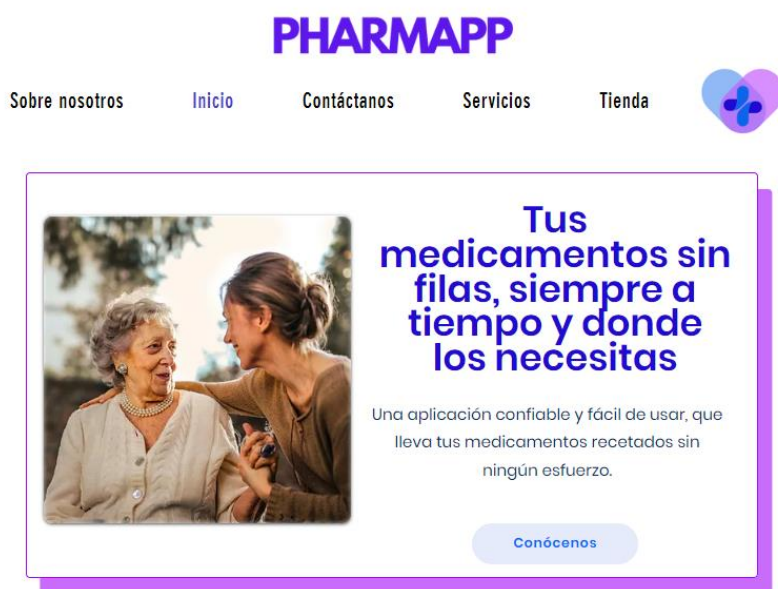 PHARMAPP
Sobre nosotros Inicio Contáctanos Servicios Tienda
Tus
medicamentos sin
filas, siempre a
tiempo y donde
los necesitas
Una aplicación confiable y fácil de usar, que
lleva tus medicamentos recetados sin
ningún esfuerzo.
Conócenos